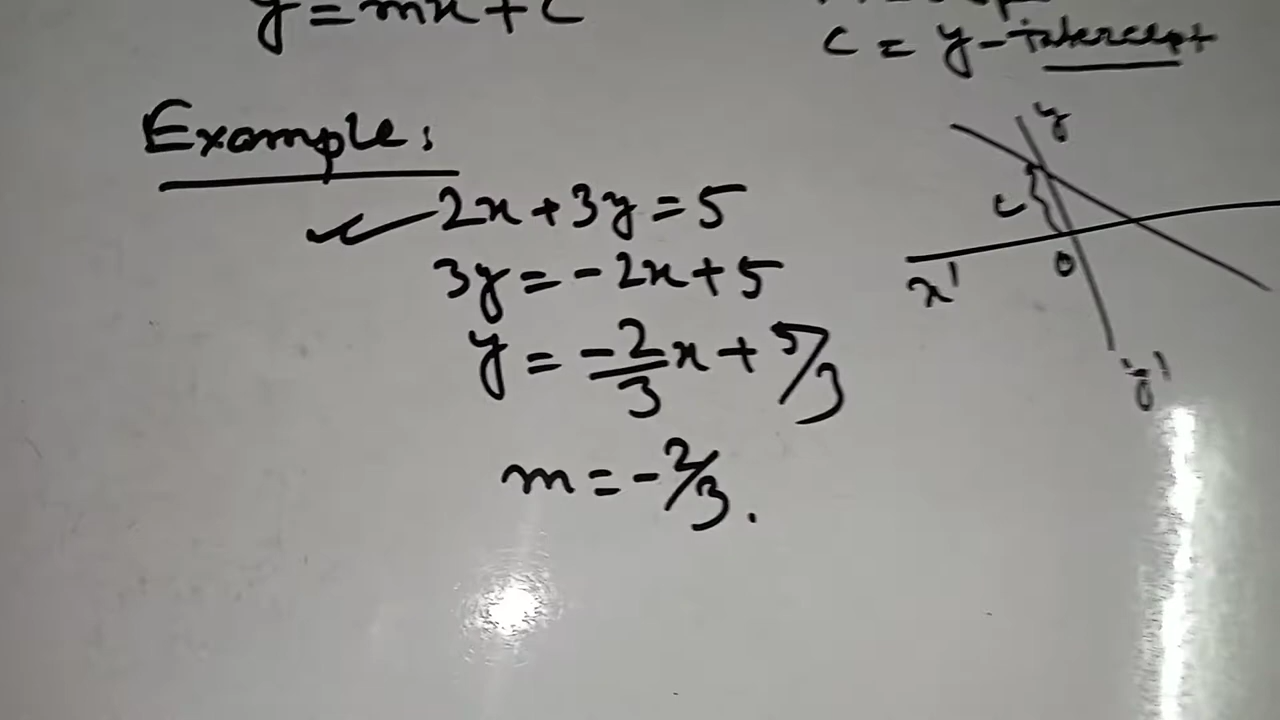 y=mx+c
c = y-intercept
Example:
2x+3y=5
3y=-2x+5
y = -2/3 x + 5/3
m=-2/3.
y
c
0
x'
y'